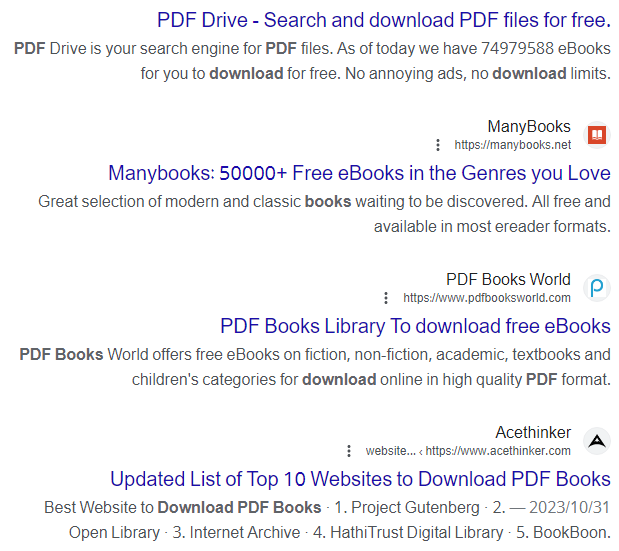 PDF Drive - Search and download PDF files for free.
PDF Drive is your search engine for PDF files. As of today we have 74979588 eBooks
for you to download for free. No annoying ads, no download limits.
ManyBooks
https://manybooks.net
Manybooks: 50000+ Free eBooks in the Genres you Love
Great selection of modern and classic books waiting to be discovered. All free and
available in most ereader formats.
PDF Books World
https://www.pdfbooksworld.com
PDF Books Library To download free eBooks
PDF Books World offers free eBooks on fiction, non-fiction, academic, textbooks and
children's categories for download online in high quality PDF format.
Acethinker
website... ‹ https://www.acethinker.com
Updated List of Top 10 Websites to Download PDF Books
Best Website to Download PDF Books · 1. Project Gutenberg · 2. — 2023/10/31
Open Library · 3. Internet Archive · 4. HathiTrust Digital Library · 5. BookBoon.